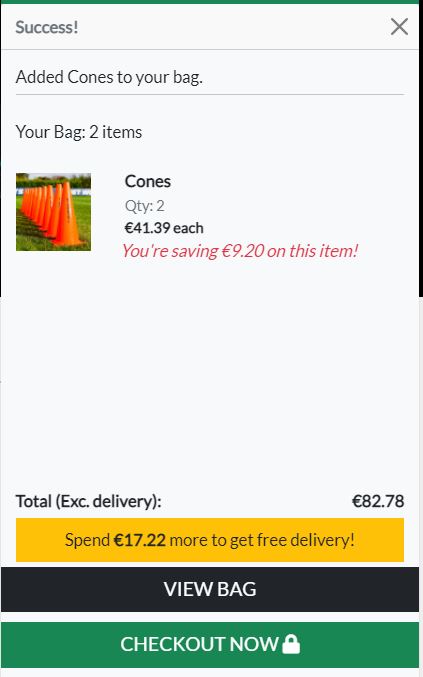 Success!
Added Cones to your bag.
Your Bag: 2 items
Cones
Qty: 2
€41.39 each
You're saving €9.20 on this item!
Total (Exc. delivery): €82.78
Spend €17.22 more to get free delivery!
VIEW BAG
CHECKOUT NOW